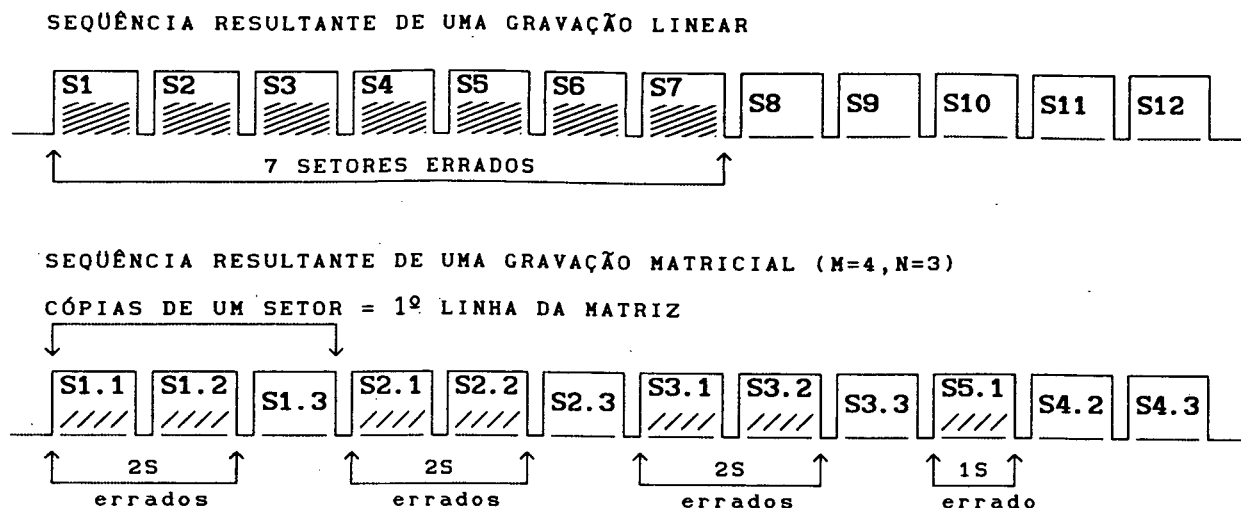 SEQÜÊNCIA RESULTANTE DE UMA GRAVAÇÃO LINEAR
S1 S2 S3 S4 S5 S6 S7 S8 S9 S10 S11 S12
7 SETORES ERRADOS
SEQÜÊNCIA RESULTANTE DE UMA GRAVAÇÃO MATRICIAL (M=4,N=3)
CÓPIAS DE UM SETOR = 1º LINHA DA MATRIZ
S1.1 S1.2 S1.3 S2.1 S2.2 S2.3 S3.1 S3.2 S3.3 S5.1 S4.2 S4.3
2S 2S 2S 1S
errados errados errados errado